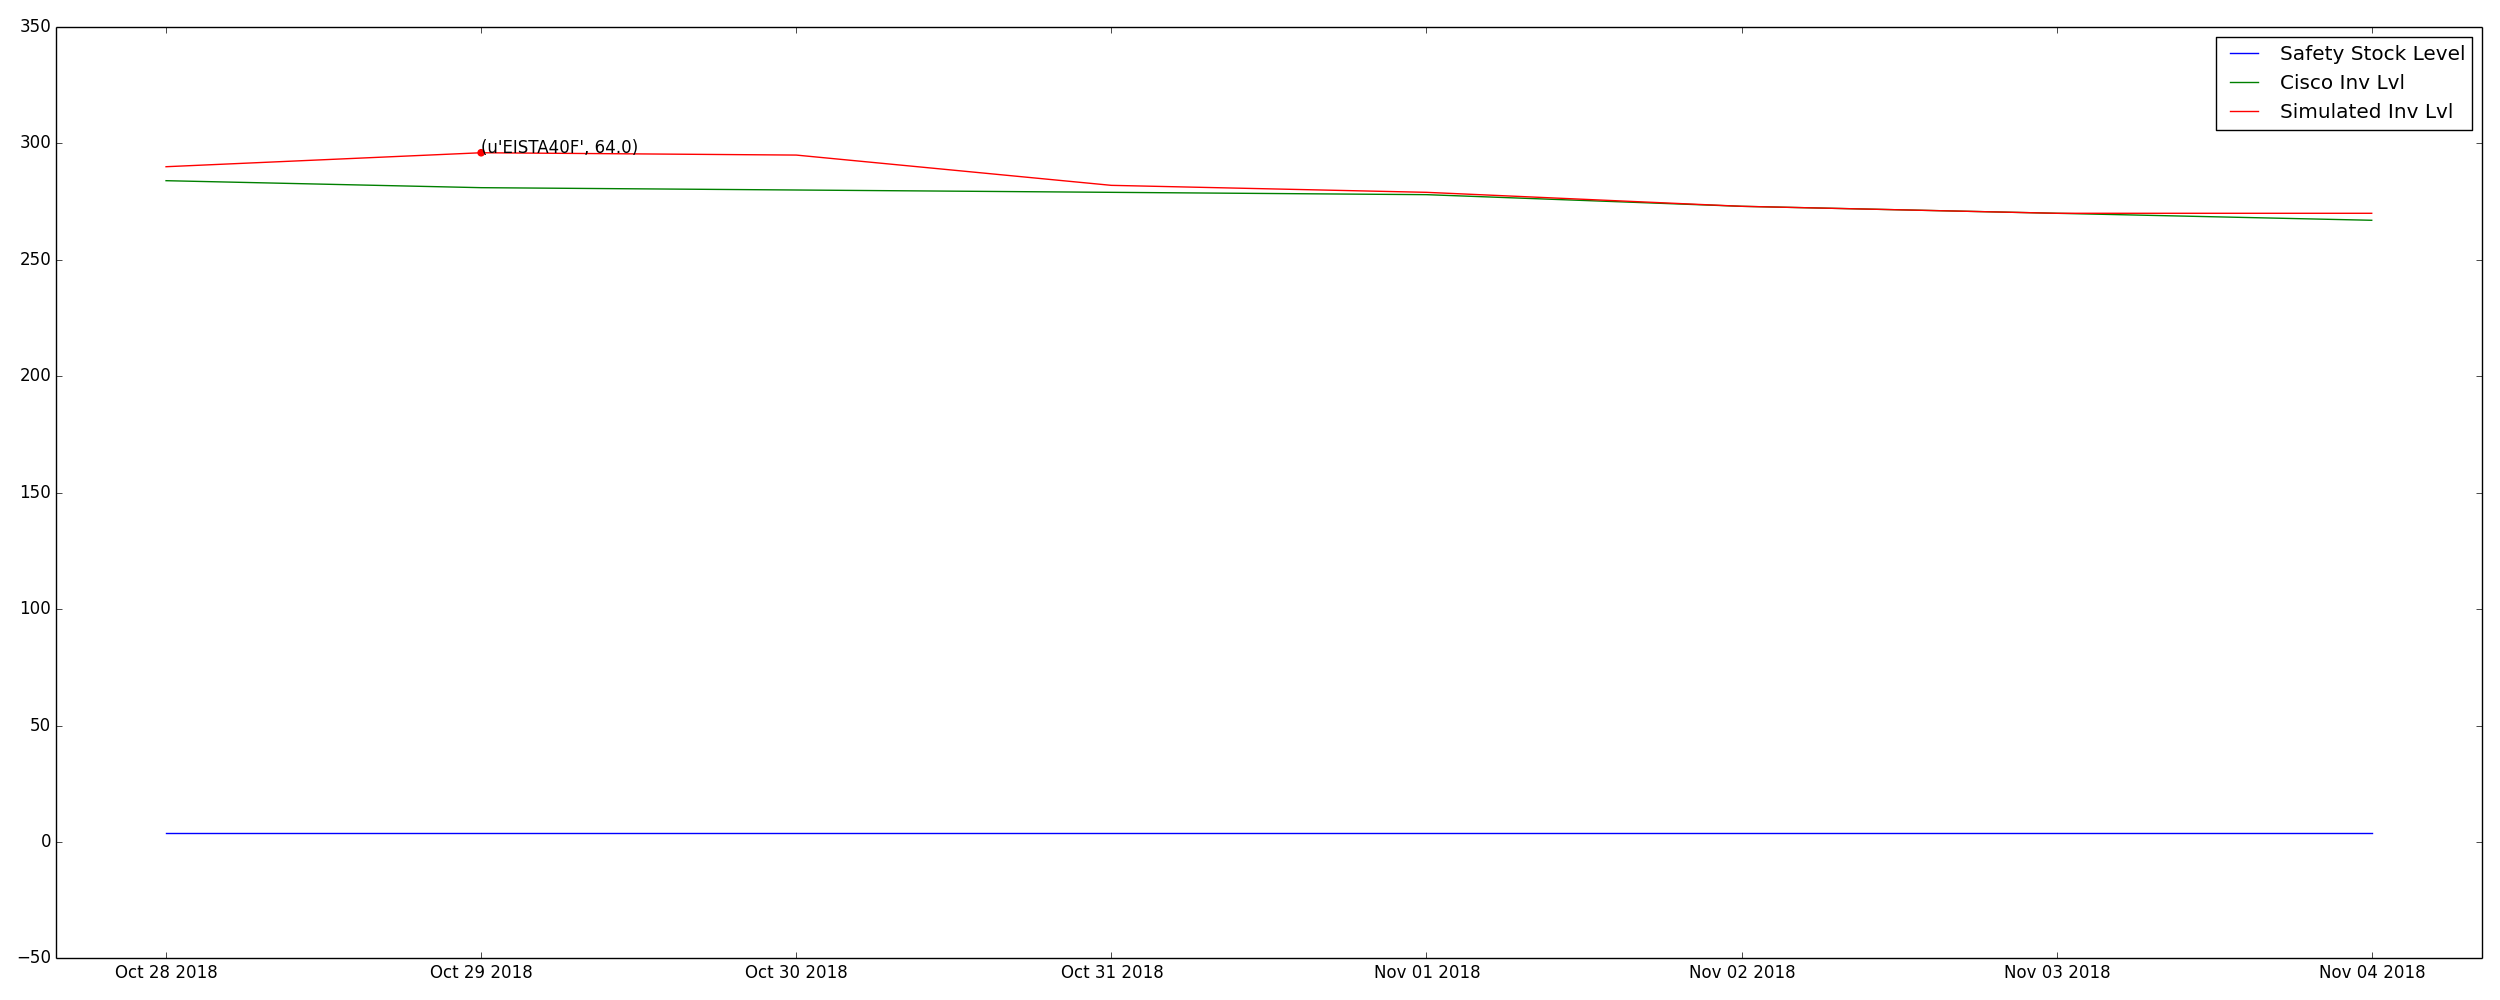 350
300
250
200
150
100
50
0
−50
Safety Stock Level
Cisco Inv Lvl
Simulated Inv Lvl
(u'EISTA40F', 64.0)
Oct 28 2018
Oct 29 2018
Oct 30 2018
Oct 31 2018
Nov 01 2018
Nov 02 2018
Nov 03 2018
Nov 04 2018